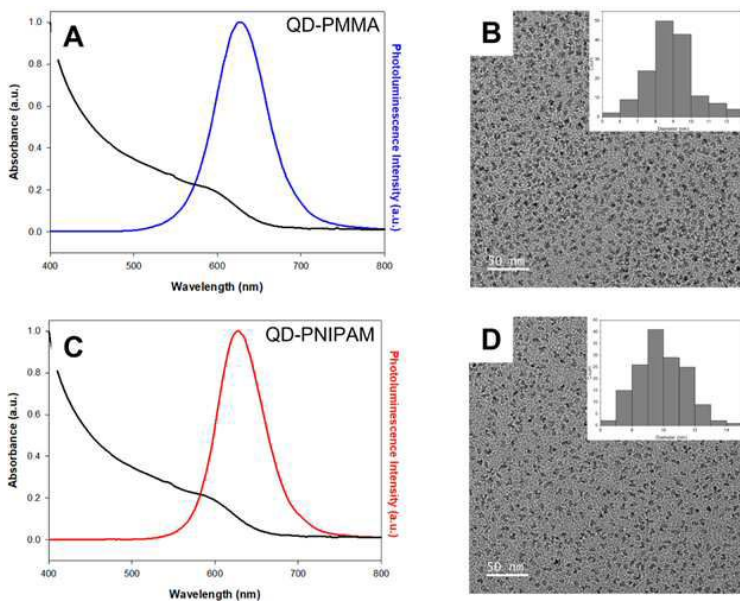 A
QD-PMMA
Absorbance (a.u.)
1.0
0.8
0.6
0.4
0.2
0.0
400
500
600
700
800
Wavelength (nm)
Photoluminescence Intensity (a.u.)
B
50 nm
C
QD-PNIPAM
Absorbance (a.u.)
1.0
0.8
0.6
0.4
0.2
0.0
400
500
600
700
800
Wavelength (nm)
Photoluminescence Intensity (a.u.)
D
50 nm